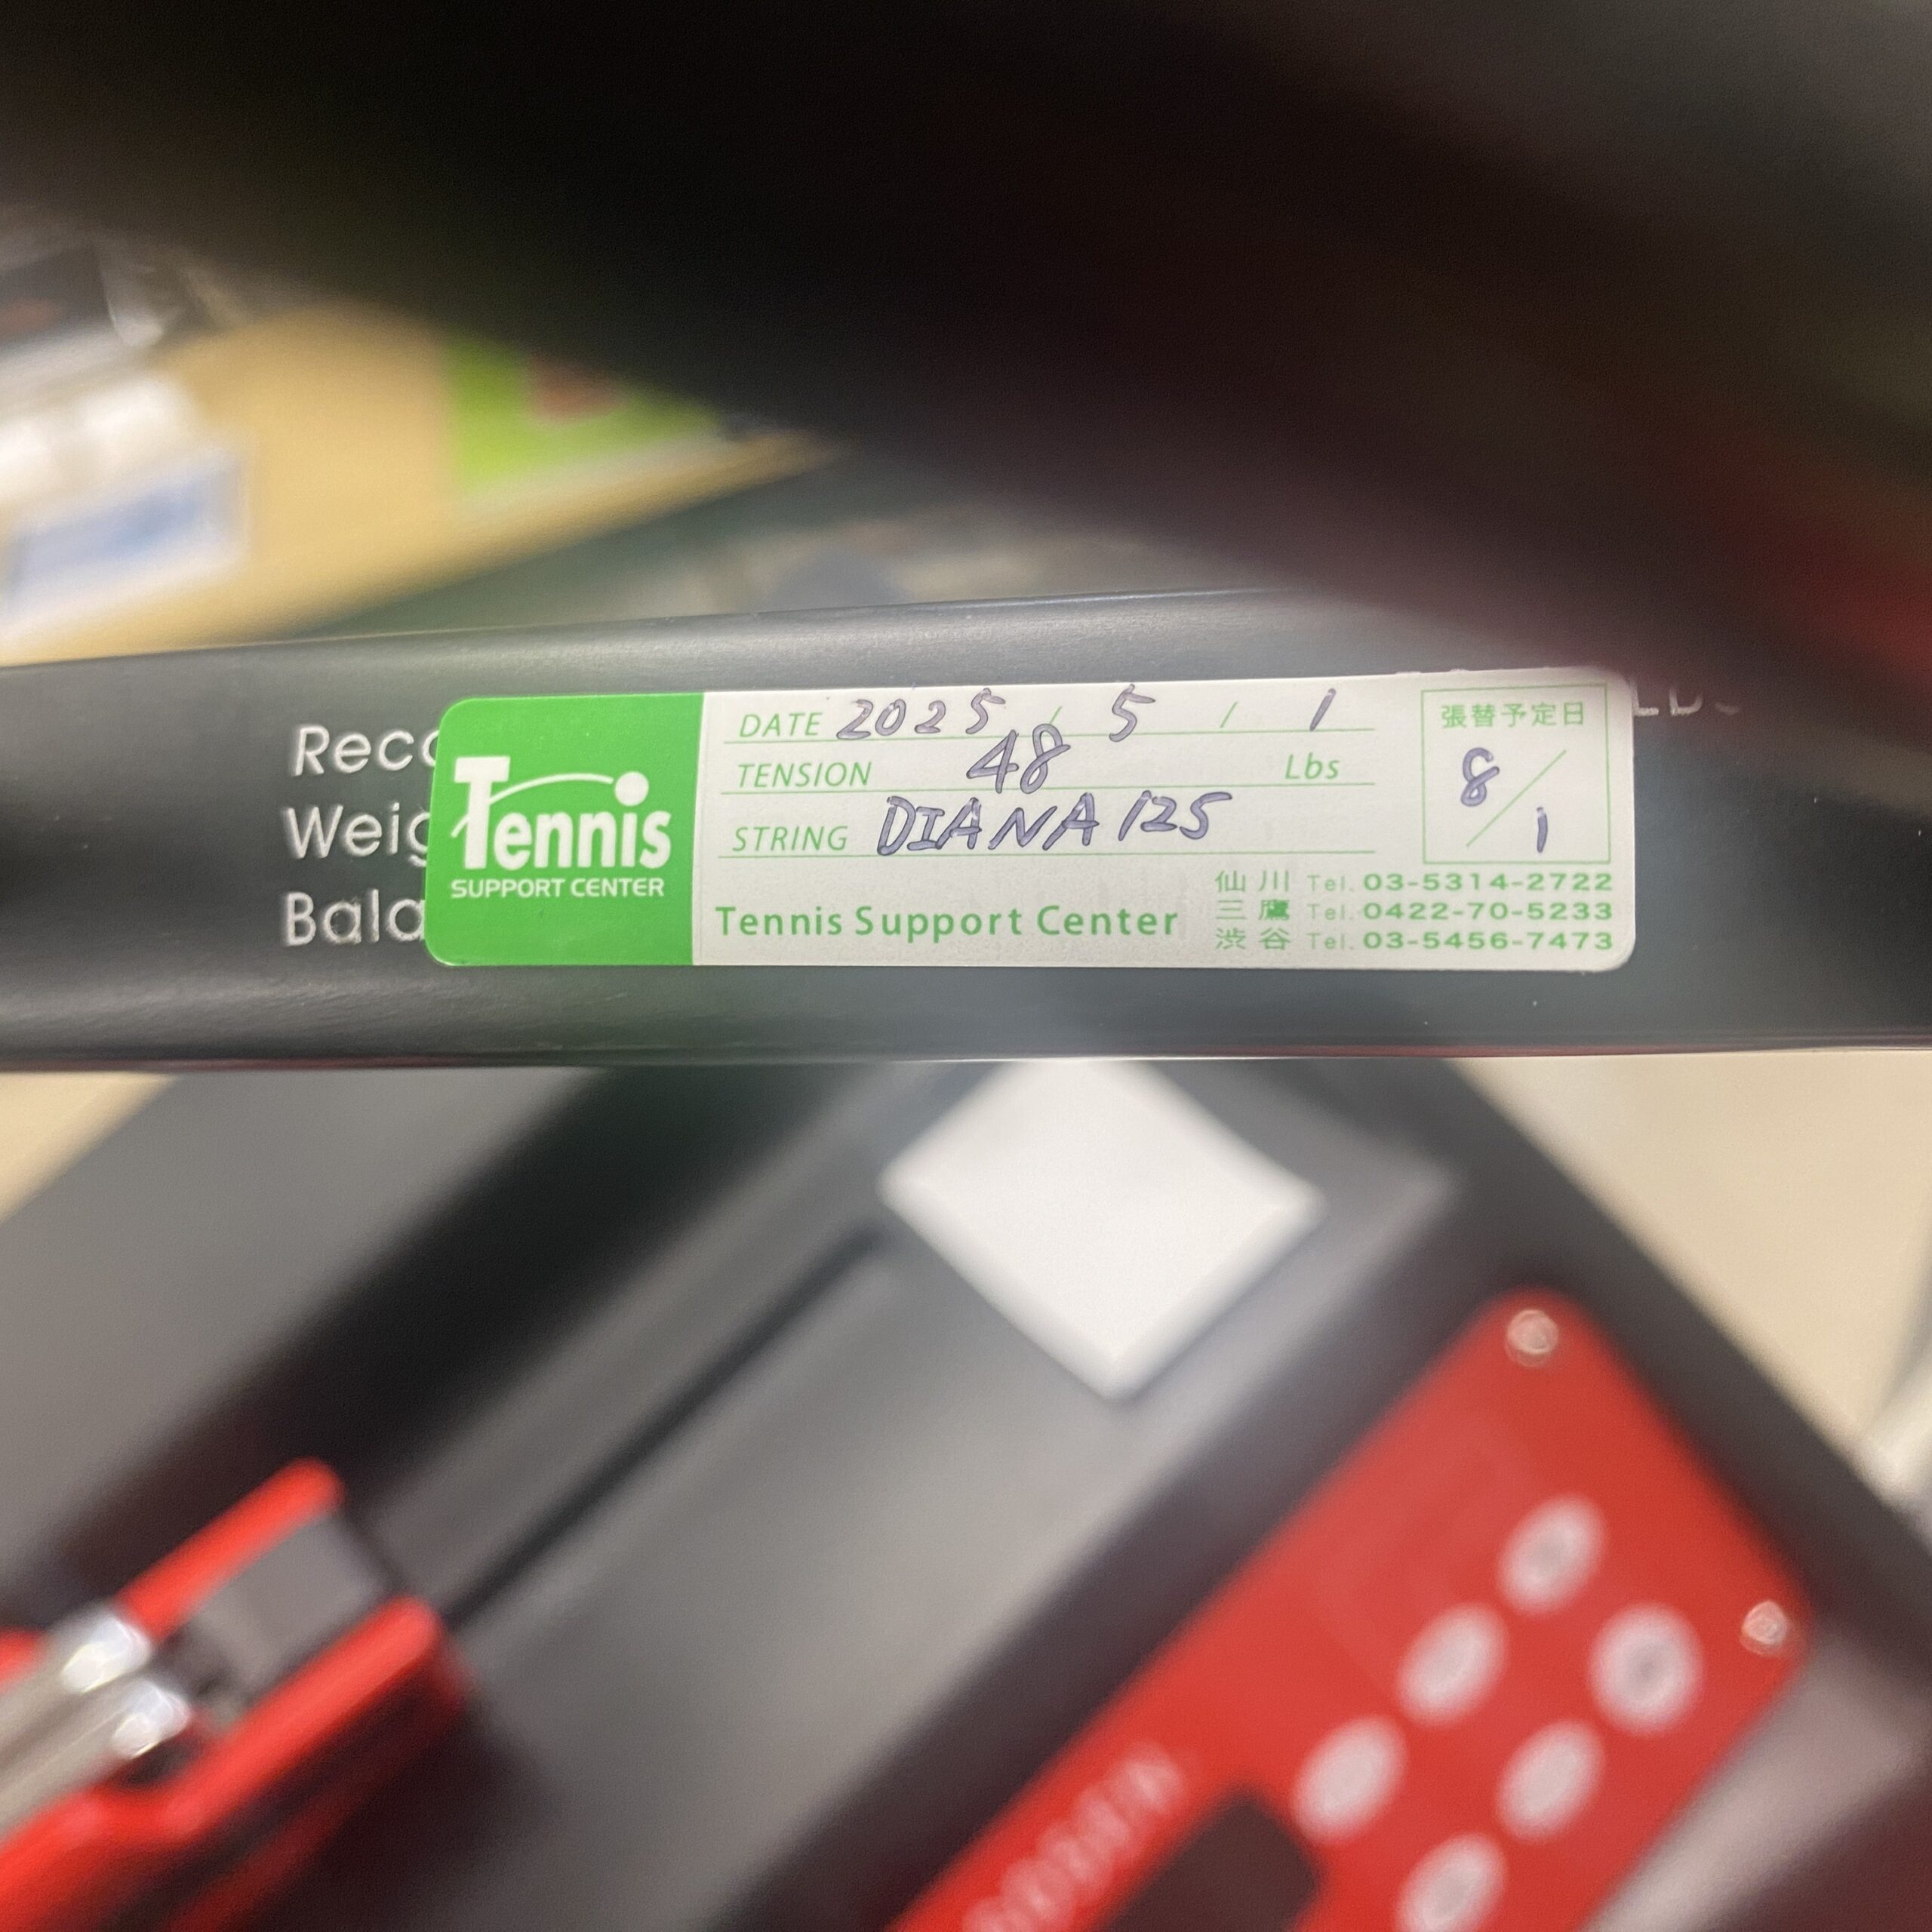 Reco
Weig
Bala
Tennis
SUPPORT CENTER
DATE 2025 / 5 / 1
TENSION 48 Lbs
STRING DIANA 125
Tennis Support Center
張替予定日
8/1
仙川 Tel. 03-5314-2722
三鷹 Tel. 0422-70-5233
渋谷 Tel. 03-5456-7473